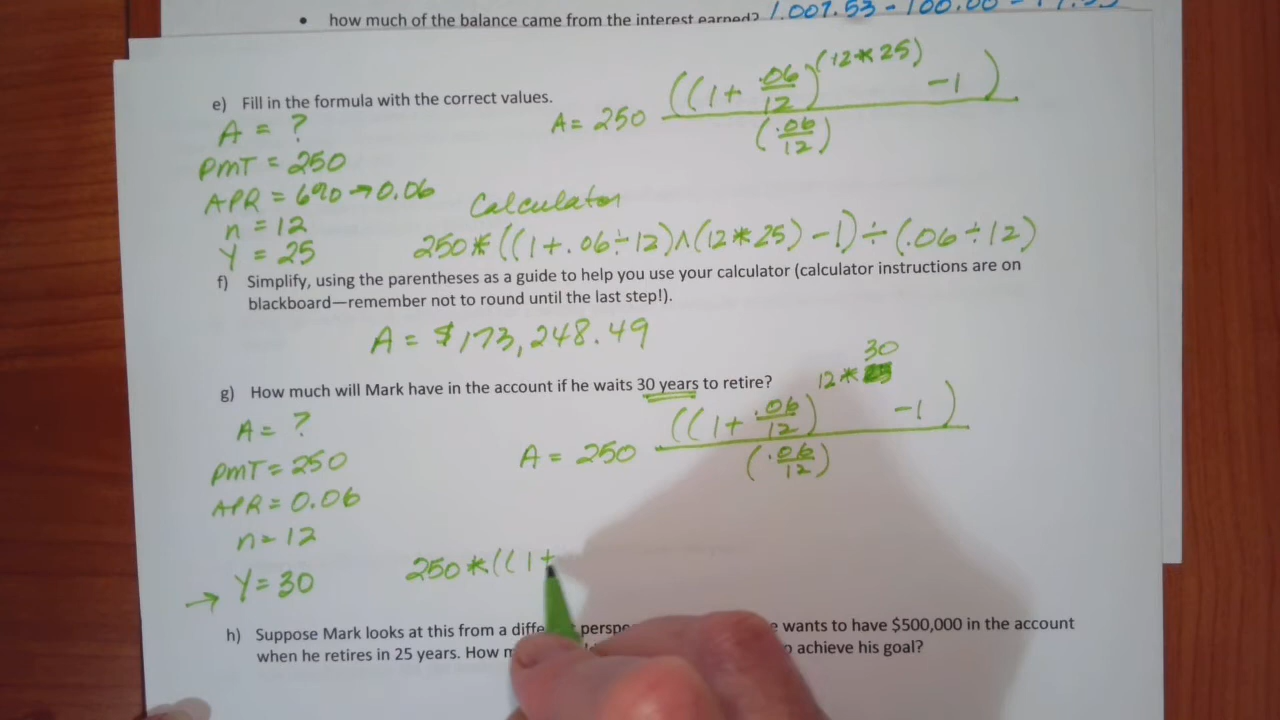 • how much of the balance came from the interest earned? 1,007.53 - 100.00 =
e) Fill in the formula with the correct values.
A = ?
PMT = 250
APR = 6% → 0.06
n = 12
Y = 25
A = 250 ((1 + .06/12)^(12*25) - 1) / (.06/12)
Calculator
250 * ((1 + .06 ÷ 12) ^ (12 * 25) - 1) ÷ (.06 ÷ 12)
f) Simplify, using the parentheses as a guide to help you use your calculator (calculator instructions are on
blackboard—remember not to round until the last step!).
A = $173,248.49
g) How much will Mark have in the account if he waits 30 years to retire?
A = ?
PMT = 250
APR = 0.06
n = 12
→ Y = 30
A = 250 ((1 + .06/12)^12*30 - 1) / (.06/12)
250 * ((1 +
h) Suppose Mark looks at this from a wants to have $500,000 in the account
when he retires in 25 years. How achieve his goal?